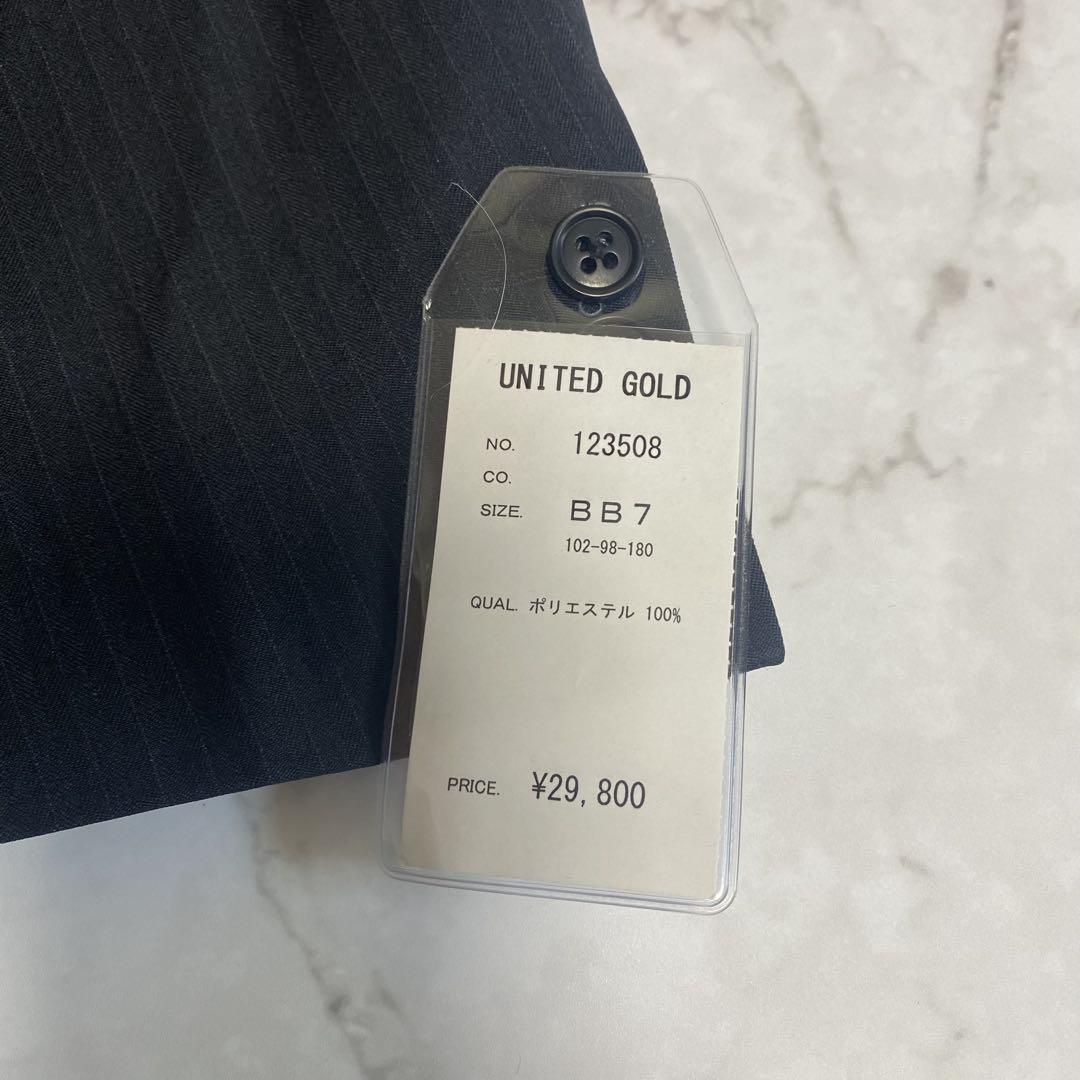 UNITED GOLD
NO. 123508
CO.
SIZE. BB7
102-98-180
QUAL. ポリエステル 100%
PRICE. ¥29,800